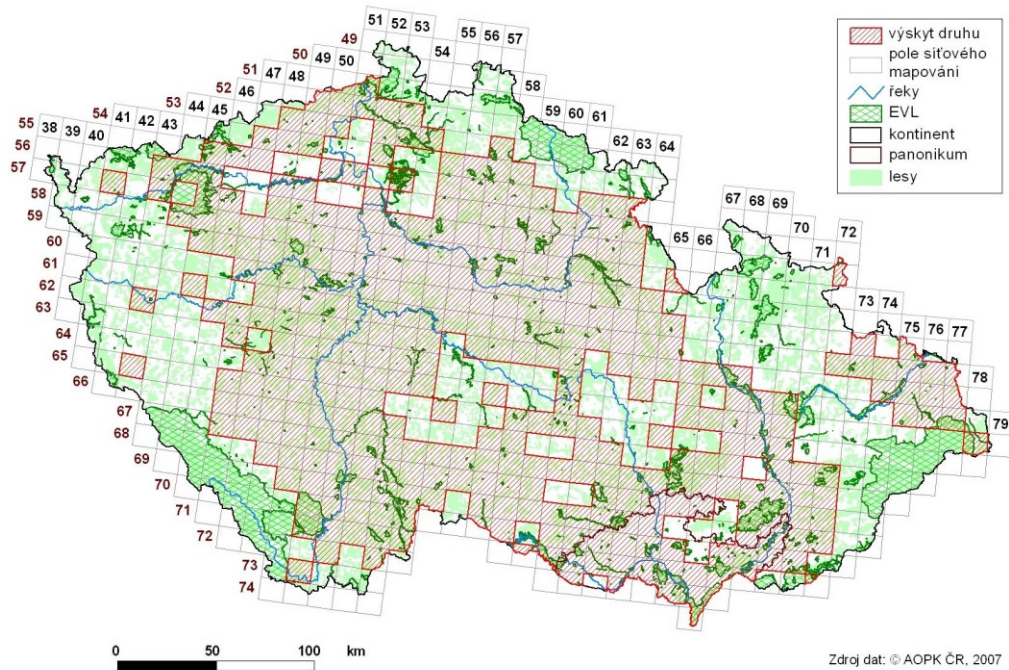 51 52 53
49
54
55 56 57
50
49 50
58
51
47 48
59 60 61
52
46
62 63 64
53
44 45
54
41 42 43
55
38 39 40
56
57
58
59
60
61
62
63
64
65
66
67
68
69
70
71
72
73
74
65 66
67 68 69
70
71
72
73 74
75 76 77
78
79
výskyt druhu
pole síťového
mapování
řeky
EVL
kontinent
panonikum
lesy
0 50 100 km
Zdroj dat: © AOPK ČR, 2007